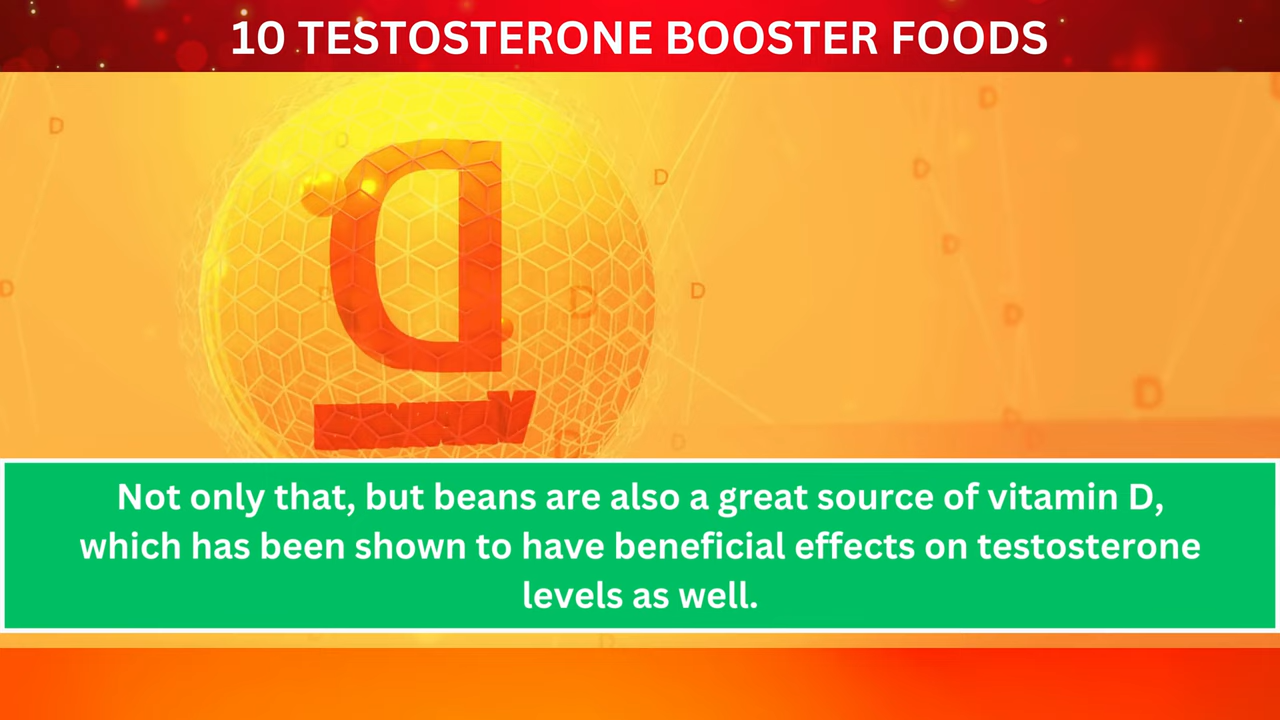 10 TESTOSTERONE BOOSTER FOODS
D
D
D
D
D
D
D
D
D
D
D
D
Not only that, but beans are also a great source of vitamin D,
which has been shown to have beneficial effects on testosterone
levels as well.